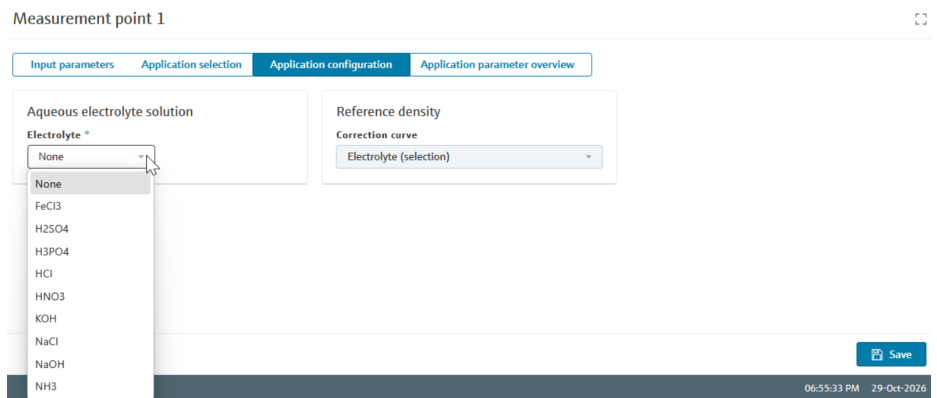 Measurement point 1
Input parameters Application selection Application configuration Application parameter overview
Aqueous electrolyte solution
Electrolyte *
None
None
FeCl3
H2SO4
H3PO4
HCl
HNO3
KOH
NaCl
NaOH
NH3
Reference density
Correction curve
Electrolyte (selection)
Save
06:55:33 PM 29-Oct-2026